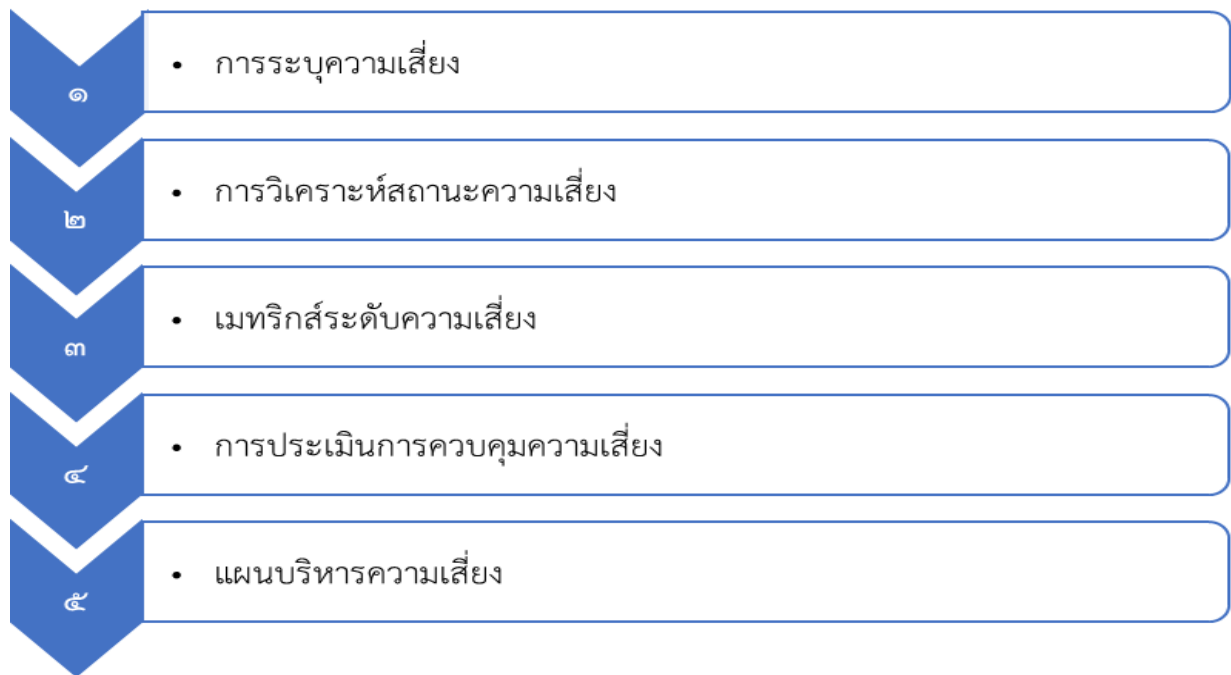 ๑
• การระบุความเสี่ยง
๒
• การวิเคราะห์สถานะความเสี่ยง
๓
• เมทริกส์ระดับความเสี่ยง
๔
• การประเมินการควบคุมความเสี่ยง
๕
• แผนบริหารความเสี่ยง